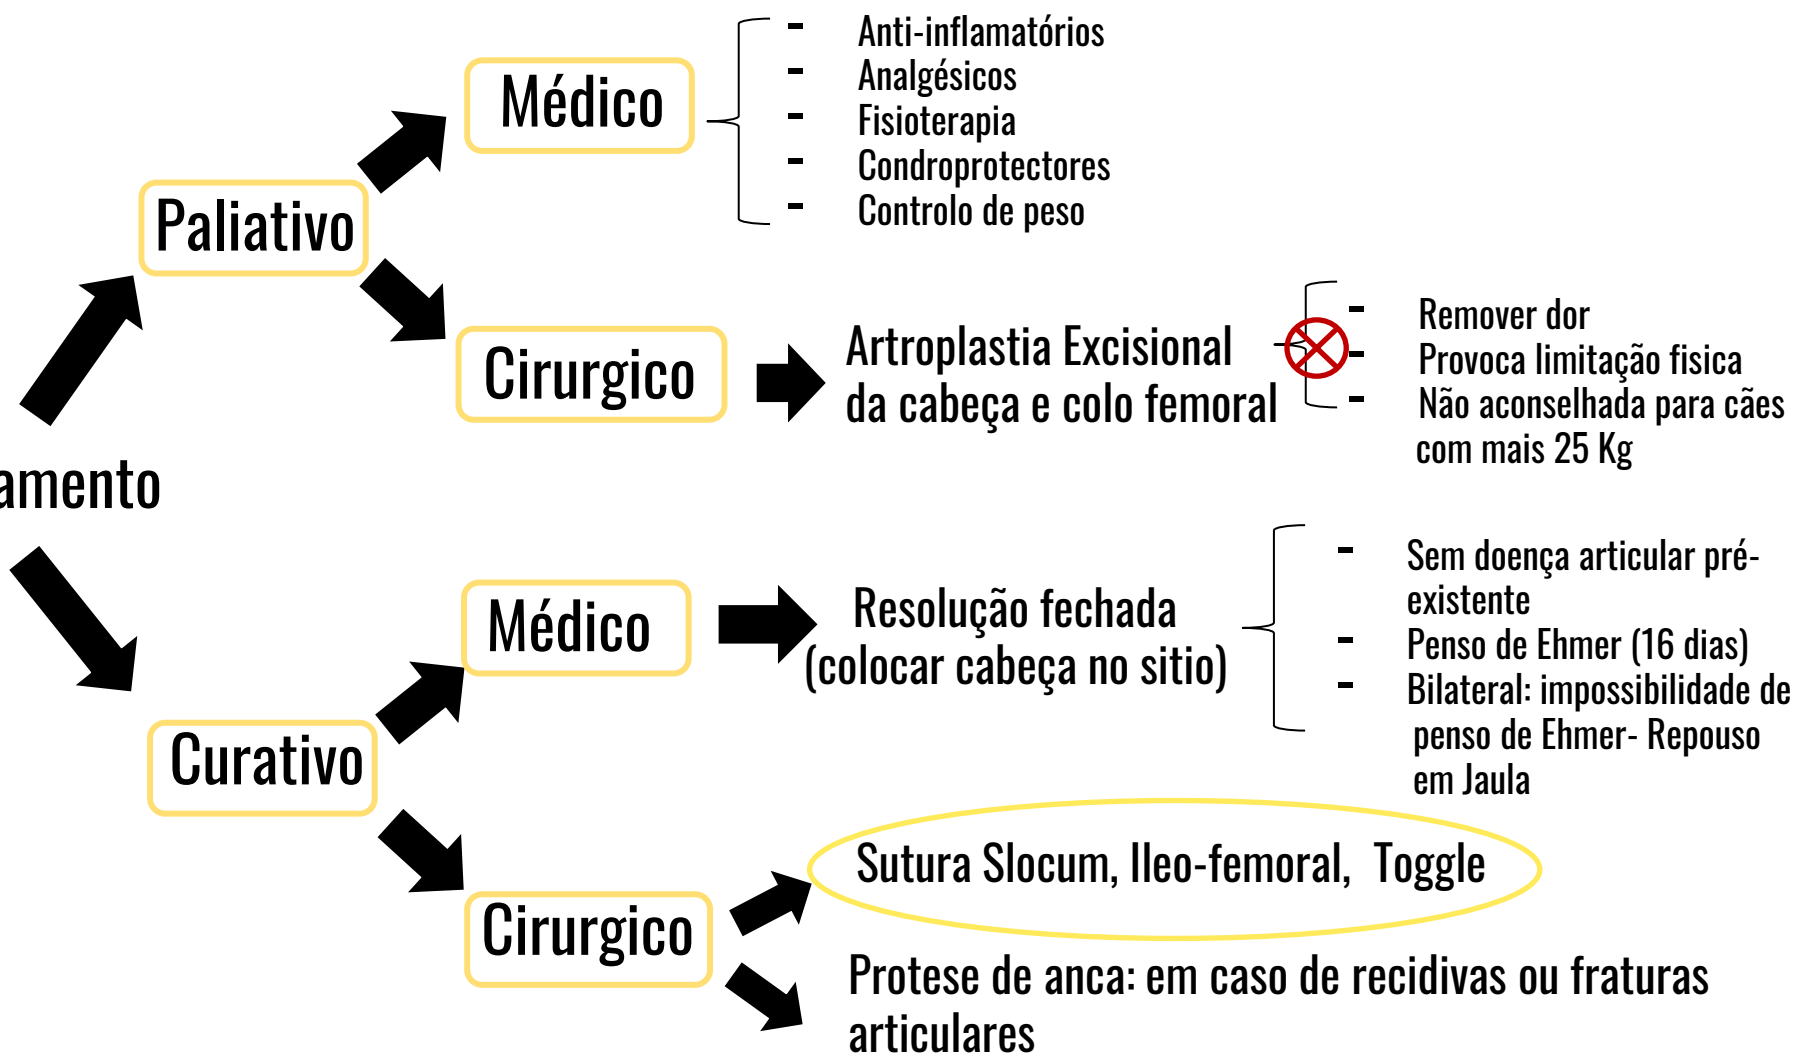 - Anti-inflamatórios
- Analgésicos
- Fisioterapia
- Condroprotectores
- Controlo de peso
Médico
Paliativo
Cirurgico
Artroplastia Excisional
da cabeça e colo femoral
- Remover dor
- Provoca limitação fisica
- Não aconselhada para cães
com mais 25 Kg
amento
Médico
Resolução fechada
(colocar cabeça no sitio)
- Sem doença articular pré-
existente
- Penso de Ehmer (16 dias)
- Bilateral: impossibilidade de
penso de Ehmer- Repouso
em Jaula
Curativo
Cirurgico
Sutura Slocum, Ileo-femoral, Toggle
Protese de anca: em caso de recidivas ou fraturas
articulares